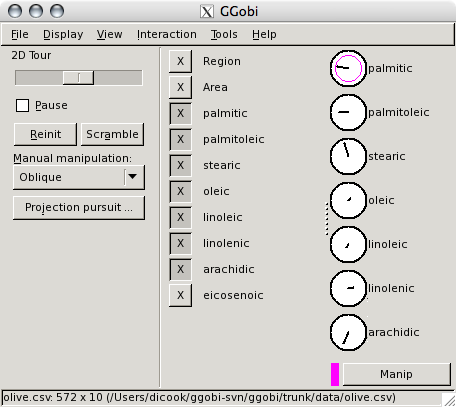 X GGobi
File Display View Interaction Tools Help
2D Tour
Pause
Reinit Scramble
Manual manipulation:
Oblique
Projection pursuit ...
X Region
X Area
X palmitic
X palmitoleic
X stearic
X oleic
X linoleic
X linolenic
X arachidic
X eicosenoic
palmitic
palmitoleic
stearic
oleic
linoleic
linolenic
arachidic
Manip
olive.csv: 572 x 10 (/Users/dicook/ggobi-svn/ggobi/trunk/data/olive.csv)